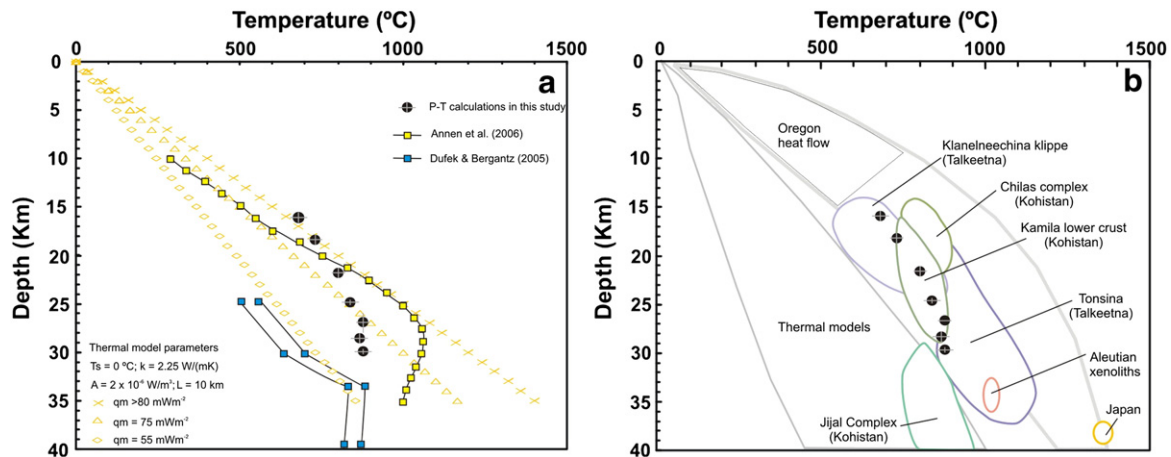 Temperature (ºC)
0 500 1000 1500
0
5
10
15
20
25
30
35
40
Depth (Km)
a
P-T calculations in this study
Annen et al. (2006)
Dufek & Bergantz (2005)
Thermal model parameters
Ts = 0 ºC; k = 2.25 W/(mK)
A = 2 x 10⁻⁶ W/m³; L = 10 km
qm >80 mWm⁻²
qm = 75 mWm⁻²
qm = 55 mWm⁻²
Temperature (ºC)
0 500 1000 1500
0
5
10
15
20
25
30
35
40
Depth (Km)
b
Oregon
heat flow
Klanelneechina klippe
(Talkeetna)
Chilas complex
(Kohistan)
Kamila lower crust
(Kohistan)
Thermal models
Tonsina
(Talkeetna)
Aleutian
xenoliths
Japan
Jijal Complex
(Kohistan)